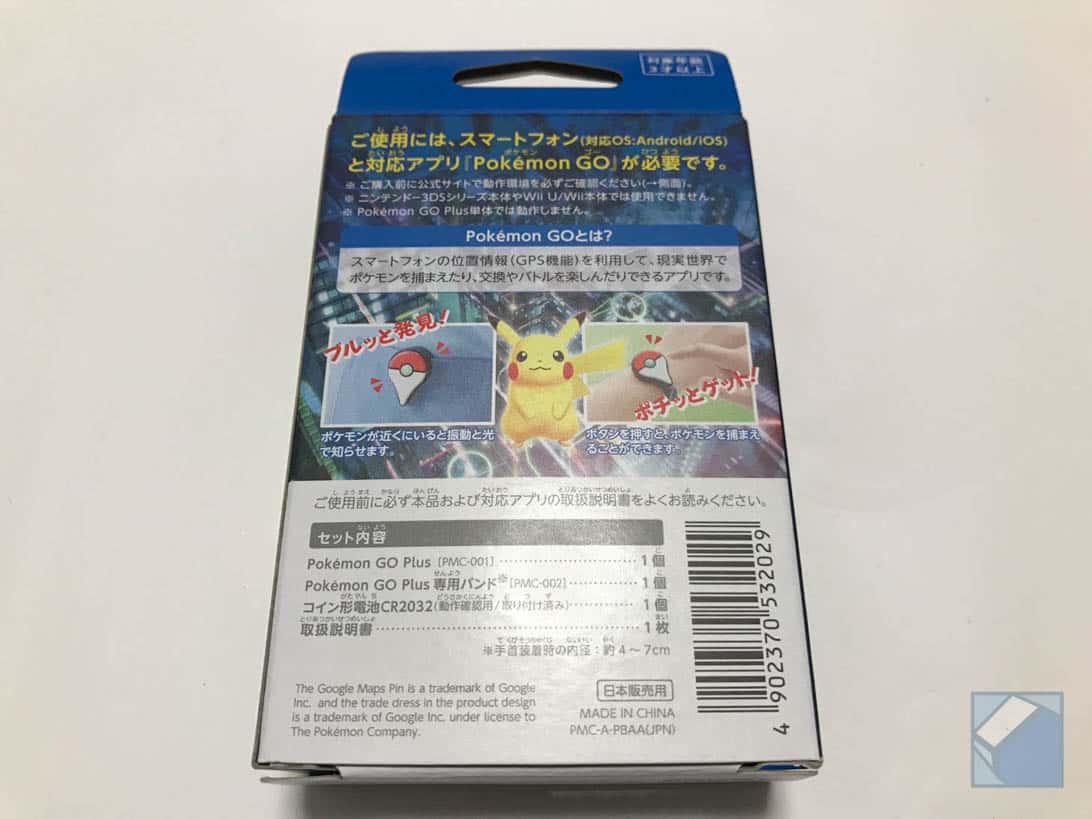 対象年齢
3才以上
ご使用には、スマートフォン(対応OS:Android/iOS)
と対応アプリ『Pokémon GO』が必要です。
※ ご購入前に公式サイトで動作環境を必ずご確認ください(→側面)。
※ ニンテンドー3DSシリーズ本体やWii U/Wii本体では使用できません。
※ Pokémon GO Plus単体では動作しません。
Pokémon GOとは?
スマートフォンの位置情報(GPS機能)を利用して、現実世界で
ポケモンを捕まえたり、交換やバトルを楽しんだりできるアプリです。
ブルッと発見!
ポケモンが近くにいると振動と光
で知らせます。
ポチッとゲット!
ボタンを押すと、ポケモンを捕まえ
ることができます。
ご使用前に必ず本品および対応アプリの取扱説明書をよくお読みください。
セット内容
Pokémon GO Plus [PMC-001] 1個
Pokémon GO Plus 専用バンド※[PMC-002] 1個
コイン形電池CR2032(動作確認用/取り付け済み) 1個
取扱説明書 1枚
※手首装着時の内径:約4～7cm
The Google Maps Pin is a trademark of Google
Inc. and the trade dress in the product design
is a trademark of Google Inc. under license to
The Pokémon Company.
日本販売用
MADE IN CHINA
PMC-A-PBAA(JPN)
4 902370 532029